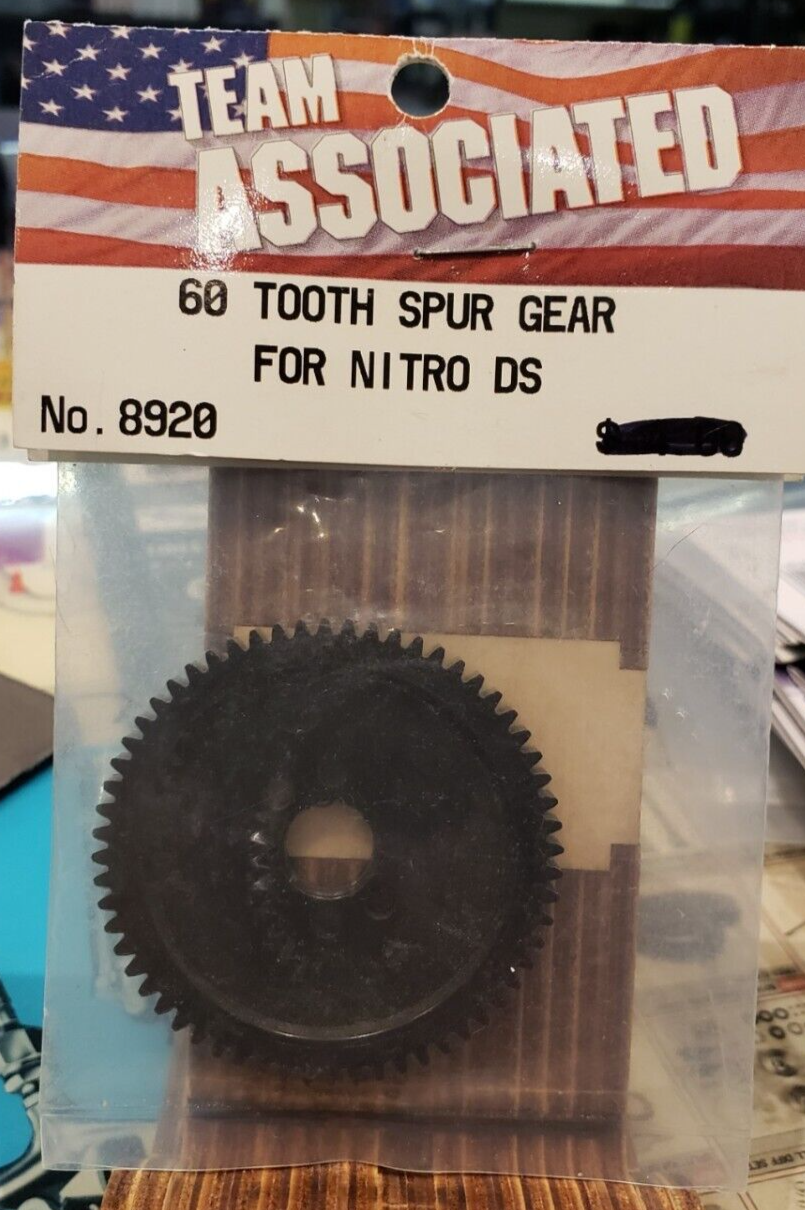 TEAM
ASSOCIATED
60 TOOTH SPUR GEAR
FOR NITRO DS
No. 8920